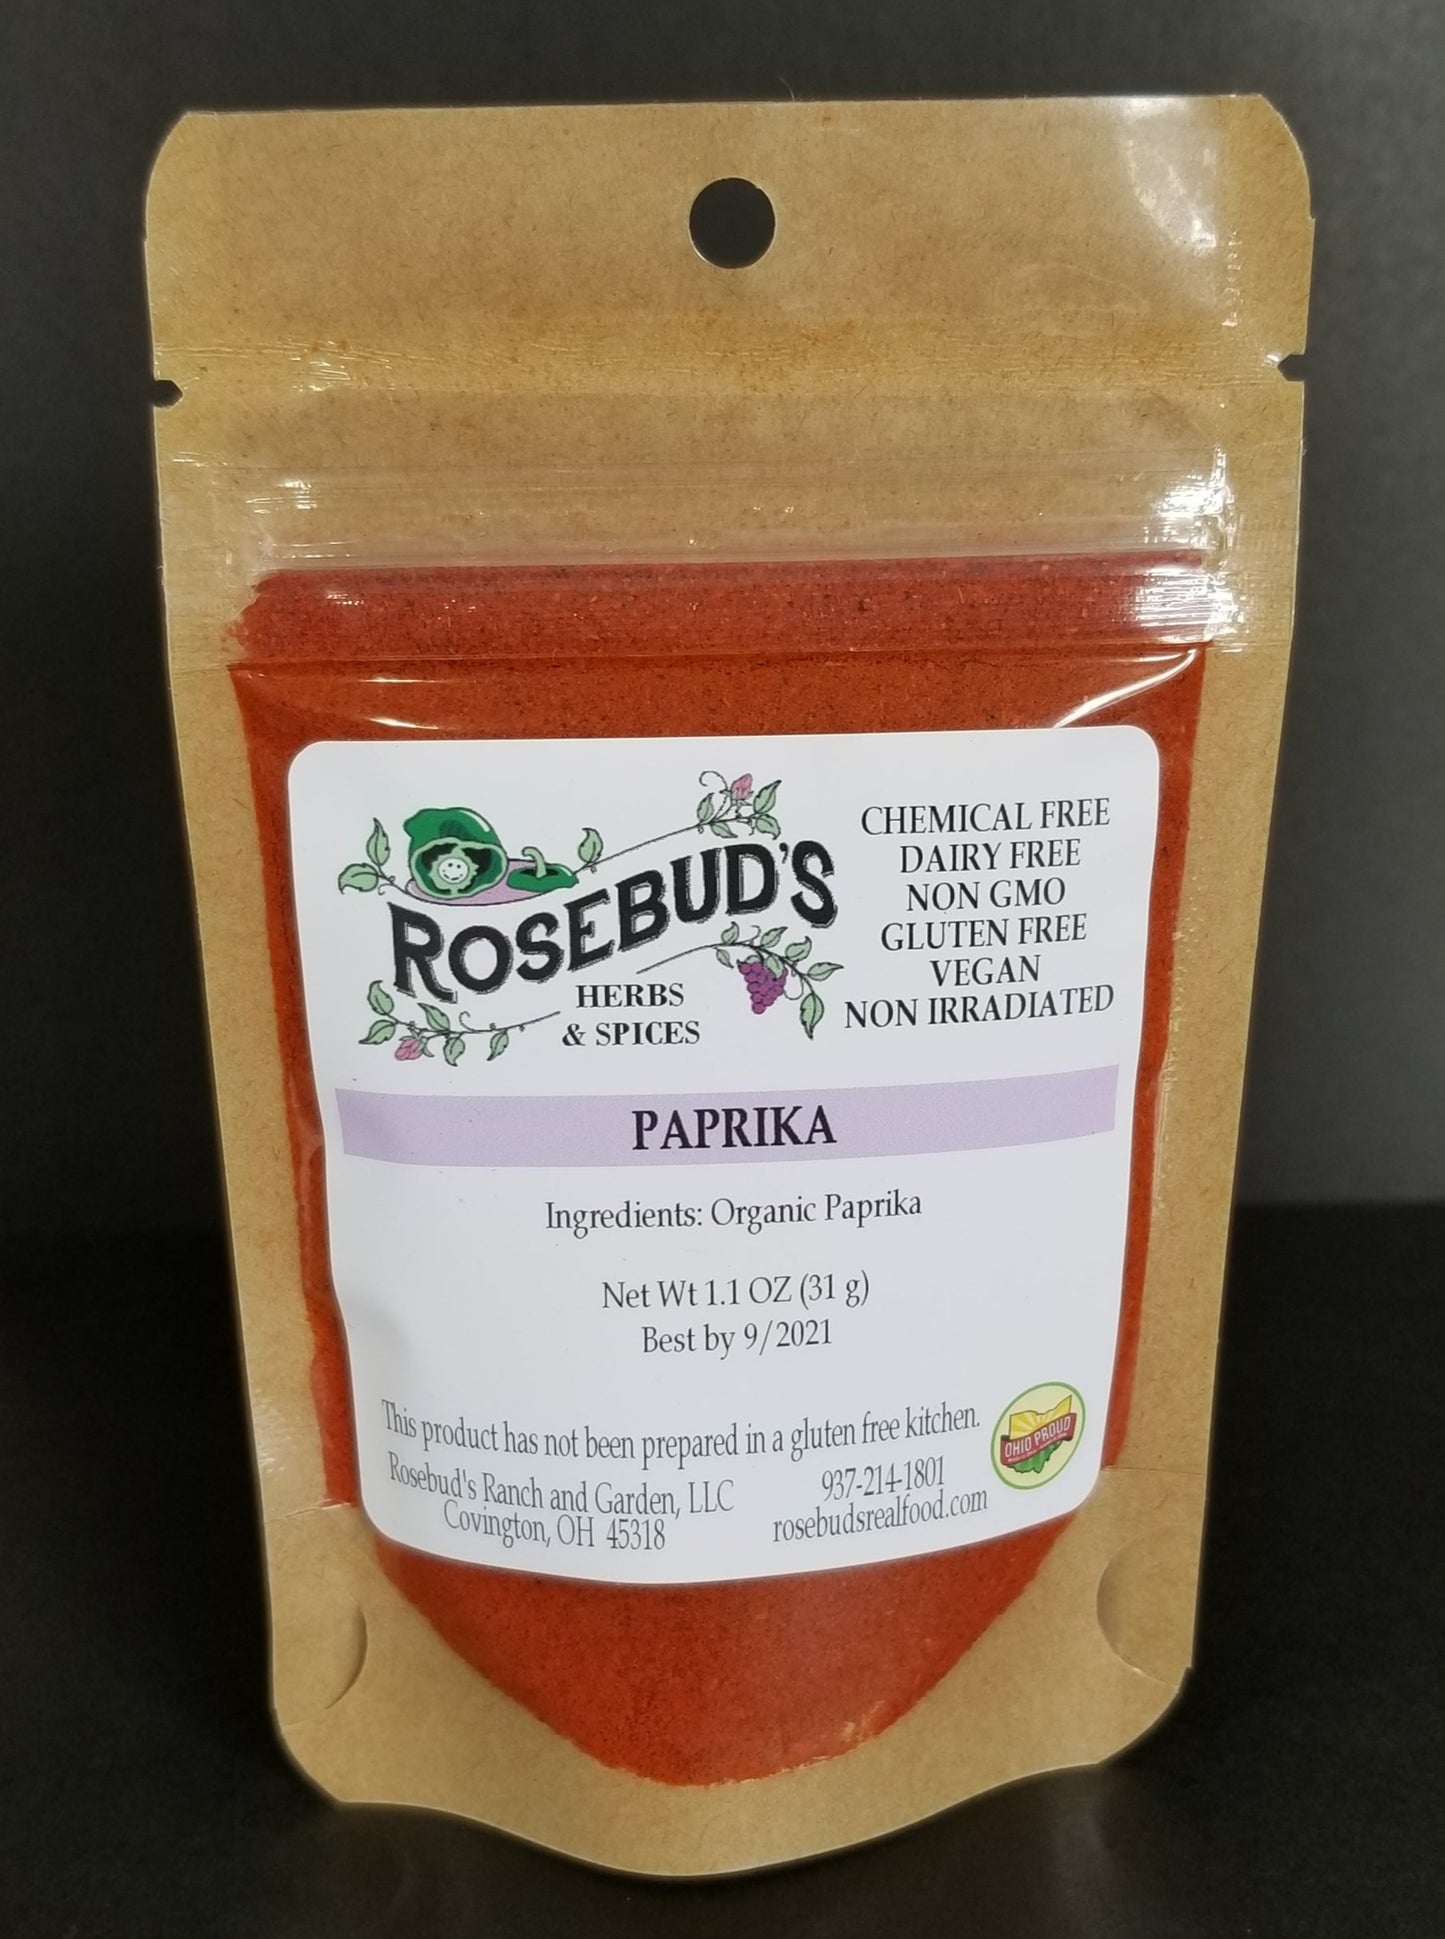 ROSEBUD'S
HERBS
& SPICES
CHEMICAL FREE
DAIRY FREE
NON GMO
GLUTEN FREE
VEGAN
NON IRRADIATED
PAPRIKA
Ingredients: Organic Paprika
Net Wt 1.1 OZ (31 g)
Best by 9/2021
This product has not been prepared in a gluten free kitchen.
Rosebud's Ranch and Garden, LLC
Covington, OH 45318
937-214-1801
rosebudsrealfood.com
OHIO PROUD